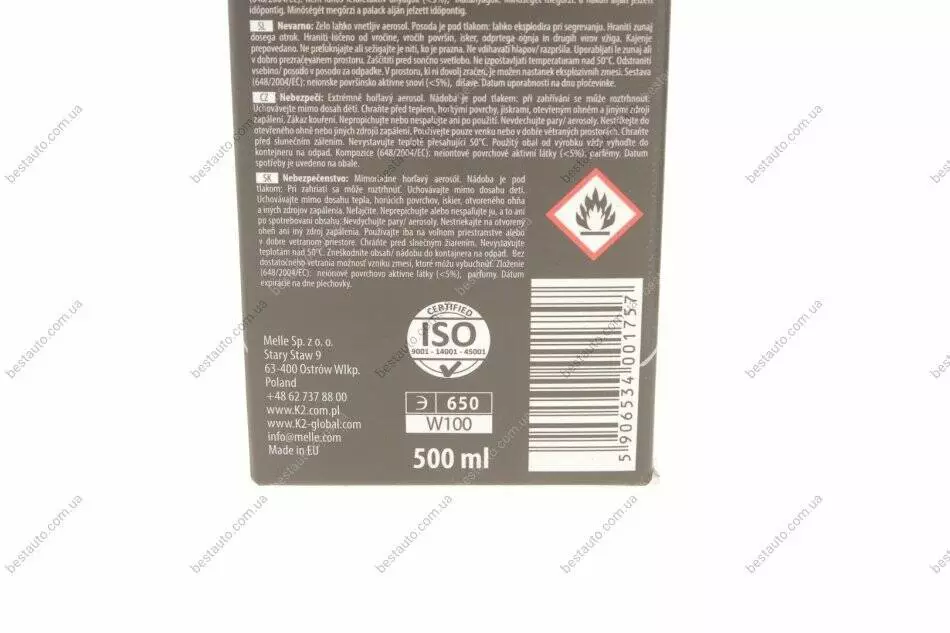 időpontig. Minőségét megőrzi a palack alján jelzett időpontig.
SL Nevarno: Zelo lahko vnetljiv aerosol. Posoda je pod tlakom: lahko eksplodira pri segrevanju. Hraniti zunaj
dosega otrok. Hraniti ločeno od vročine, vročih površin, isker, odprtega ognja in drugih virov vžiga. Kajenje
prepovedano. Ne preluknjajte ali sežigajte je niti, ko je prazna. Ne vdihavati hlapov/ razpršila. Uporabljati le zunaj ali
v dobro prezračevanem prostoru. Zaščititi pred sončno svetlobo. Ne izpostavljati temperaturam nad 50°C. Odstraniti
vsebino/ posodo v posodo za odpadke. V prostoru, ki ni dovolj zračen, je možen nastanek eksplozivnih zmesi. Sestava
(648/2004/EC): neionske površinsko aktivne snovi (<5%), dišave. Datum uporabnosti na dnu pločevinke.
CZ Nebezpečí: Extrémně hořlavý aerosol. Nádoba je pod tlakem: při zahřívání se může roztrhnout.
Uchovávejte mimo dosah dětí. Chraňte před teplem, horkými povrchy, jiskrami, otevřeným ohněm a jinými zdroji
zapálení. Zákaz kouření. Nepropichujte nebo nespalujte ani po použití. Nevdechujte páry/ aerosoly. Nestříkejte do
otevřeného ohně nebo jiných zdrojů zapálení. Používejte pouze venku nebo v dobře větraných prostorách. Chraňte
před slunečním zářením. Nevystavujte teplotě přesahující 50°C. Použitý obal od výrobku vždy vyhoďte do
kontejneru na odpad. Kompozice (648/2004/EC): neiontové povrchově aktivní látky (<5%), parfémy. Datum
spotřeby je uvedeno na obale.
SK Nebezpečenstvo: Mimoriadne horľavý aerosól. Nádoba je pod
tlakom: Pri zahriatí sa môže roztrhnúť. Uchovávajte mimo dosahu detí.
Uchovávajte mimo dosahu tepla, horúcich povrchov, iskier, otvoreného ohňa
a iných zdrojov zapálenia. Nefajčite. Neprepichujte alebo nespaľujte ju, a to ani
po spotrebovaní obsahu. Nevdychujte pary/ aerosoly. Nestriekajte na otvorený
oheň ani iný zdroj zapálenia. Používajte iba na voľnom priestranstve alebo
v dobre vetranom priestore. Chráňte pred slnečným žiarením. Nevystavujte
teplotám nad 50°C. Zneškodnite obsah/ nádobu do kontajnera na odpad. Bez
dostatočného vetrania možnosť vzniku zmesí, ktoré môžu vybuchnúť. Zloženie
(648/2004/EC): neiónové povrchovo aktívne látky (<5%), parfumy. Dátum
expirácie na dne plechovky.
CERTIFIED
ISO
9001 - 14001 - 45001
Melle Sp. z o. o.
Stary Staw 9
63-400 Ostrów Wlkp.
Poland
+48 62 737 88 00
www.K2.com.pl
www.K2-global.com
info@melle.com
Made in EU
Э 650
W100
500 ml
5 906534 001757
bestauto.com.ua